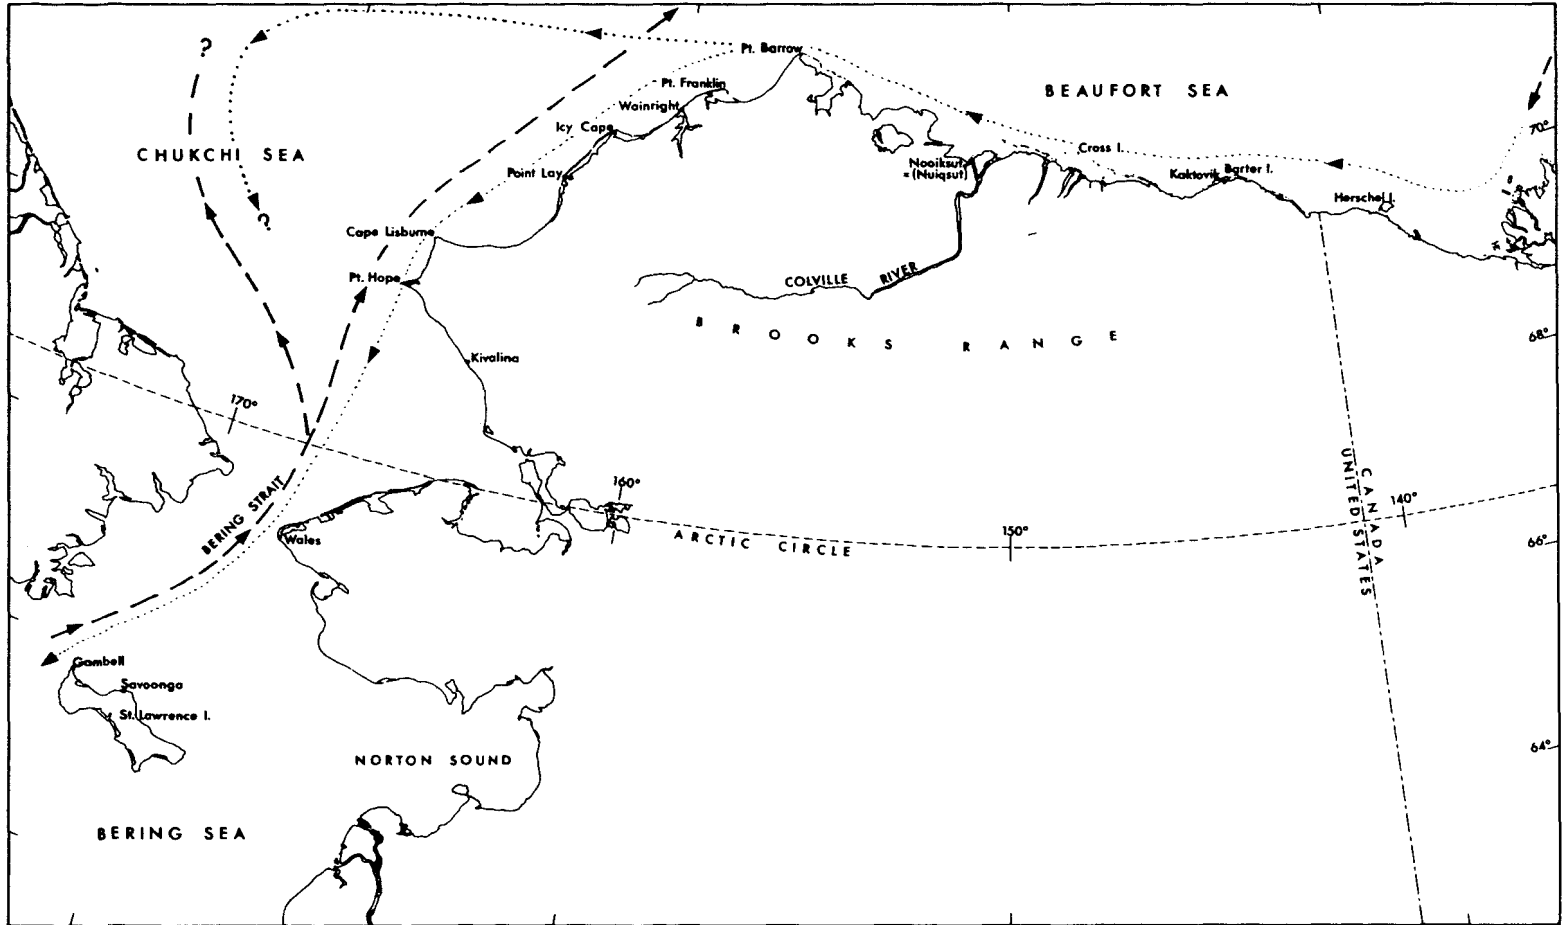 ?
Pt. Barrow
BEAUFORT SEA
Pt. Franklin
Wainright
Icy Cape
70°
CHUKCHI SEA
Cross I.
Nooiksut
(Nuiqsut)
Point Lay
Kaktovik
Barter I.
Herschel I.
?
Cape Lisburne
Pt. Hope
COLVILLE RIVER
BROOKS RANGE
68°
Kivalina
170°
160°
BERING STRAIT
Wales
ARCTIC CIRCLE
150°
CANADA
UNITED STATES
140°
66°
Gambell
Savoonga
St. Lawrence I.
NORTON SOUND
64°
BERING SEA